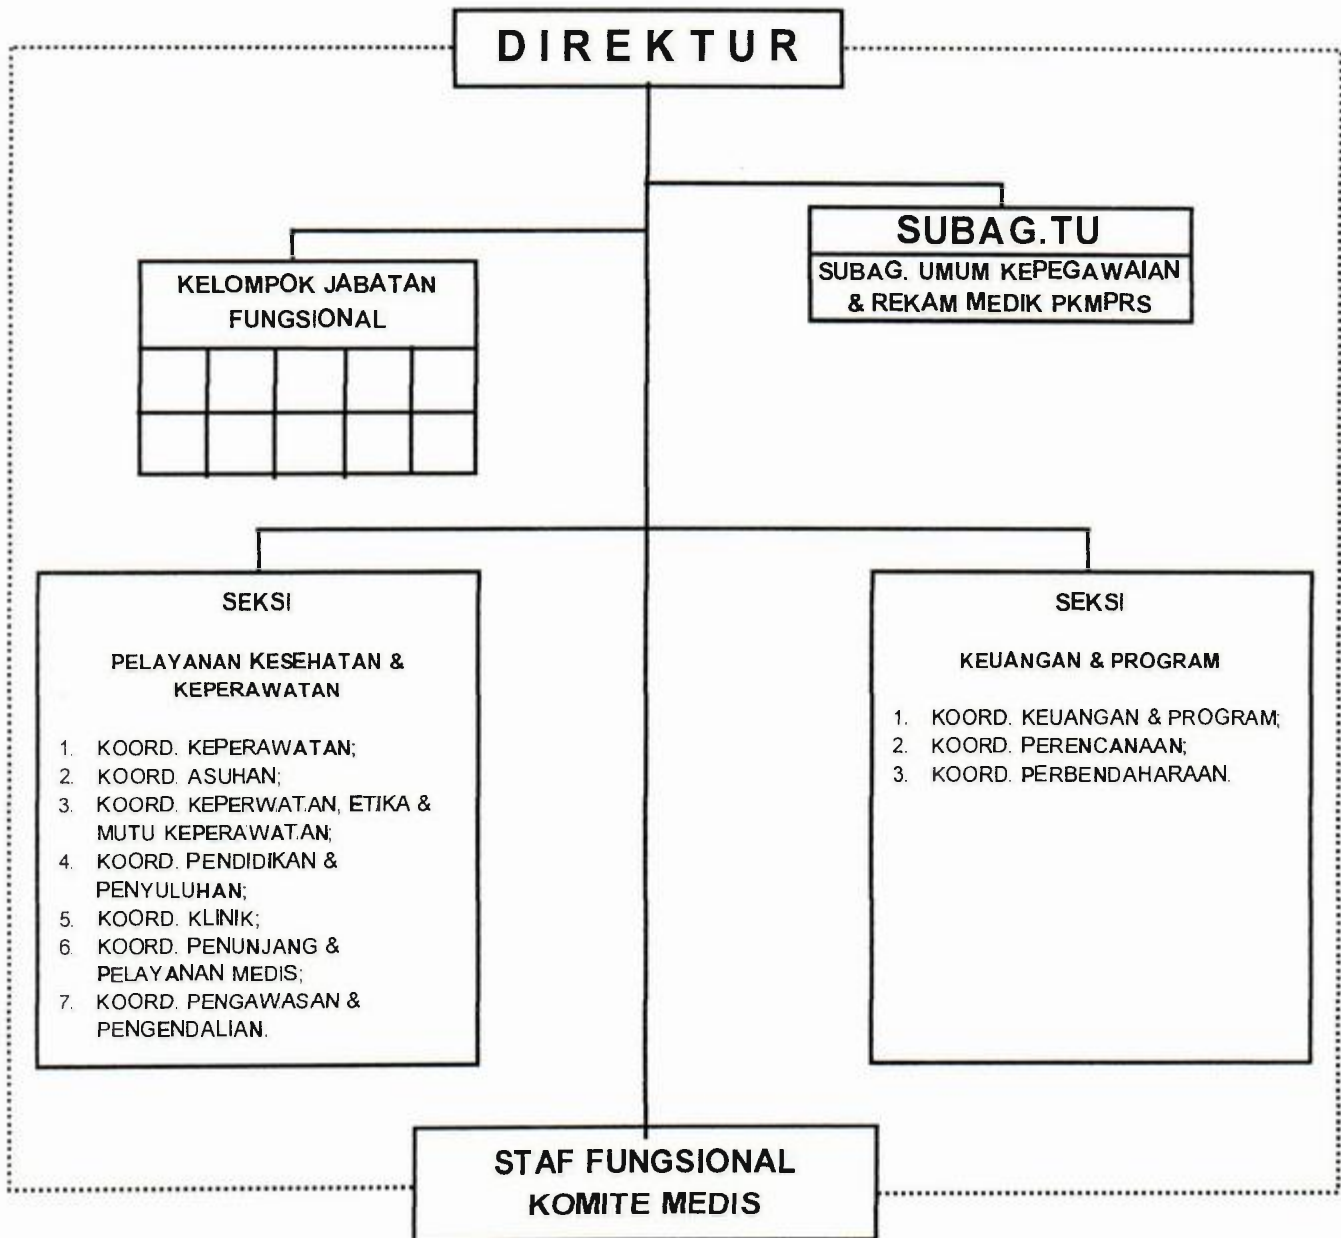 DIREKTUR
SUBAG.TU
SUBAG. UMUM KEPEGAWAIAN
& REKAM MEDIK PKMPRS
KELOMPOK JABATAN
FUNGSIONAL
SEKSI
PELAYANAN KESEHATAN &
KEPERAWATAN
1. KOORD. KEPERAWATAN;
2. KOORD. ASUHAN;
3. KOORD. KEPERWATAN, ETIKA &
MUTU KEPERAWATAN;
4. KOORD. PENDIDIKAN &
PENYULUHAN;
5. KOORD. KLINIK;
6. KOORD. PENUNJANG &
PELAYANAN MEDIS;
7. KOORD. PENGAWASAN &
PENGENDALIAN.
SEKSI
KEUANGAN & PROGRAM
1. KOORD. KEUANGAN & PROGRAM;
2. KOORD. PERENCANAAN;
3. KOORD. PERBENDAHARAAN.
STAF FUNGSIONAL
KOMITE MEDIS